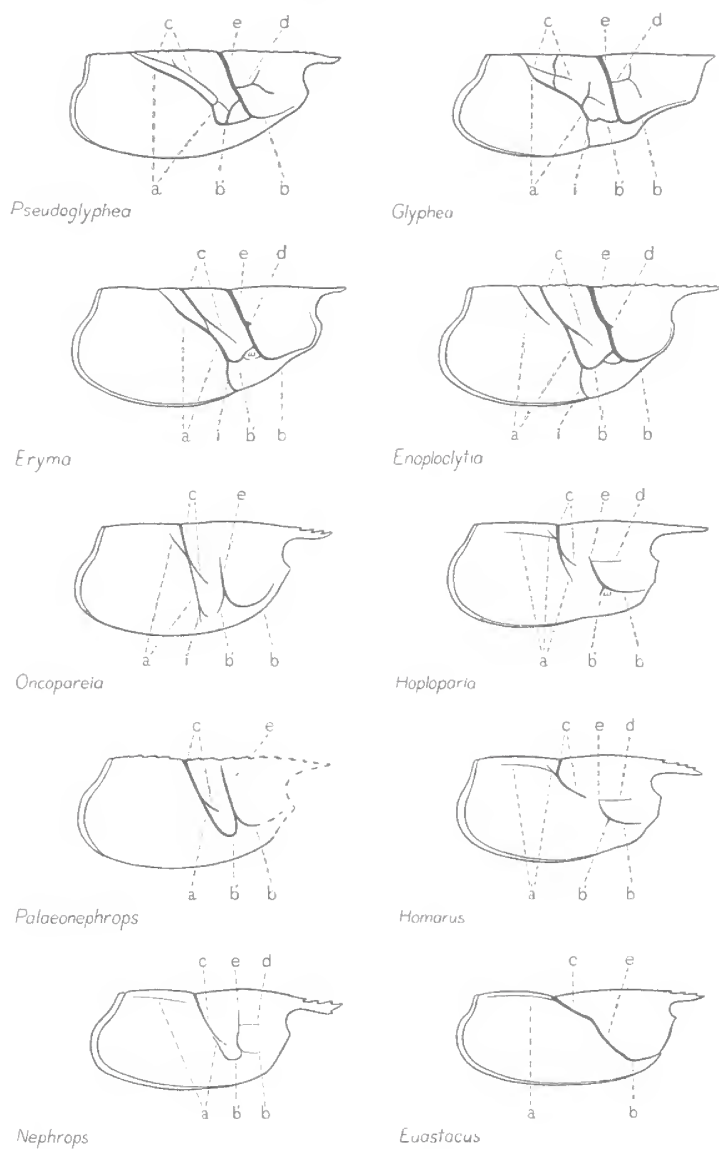 c e d
c e d
a b b
a i b b
Pseudoglyphea
Glyphea
c e d
c e d
a i b b
a i b b
Eryma
Enoploclytia
c e
c e d
a i b b
a b b
Oncopareia
Hoploparia
c e
c e d
a b b
a b b
Palaeonephrops
Homarus
c e d
c e
a b b
a b
Nephrops
Euastacus